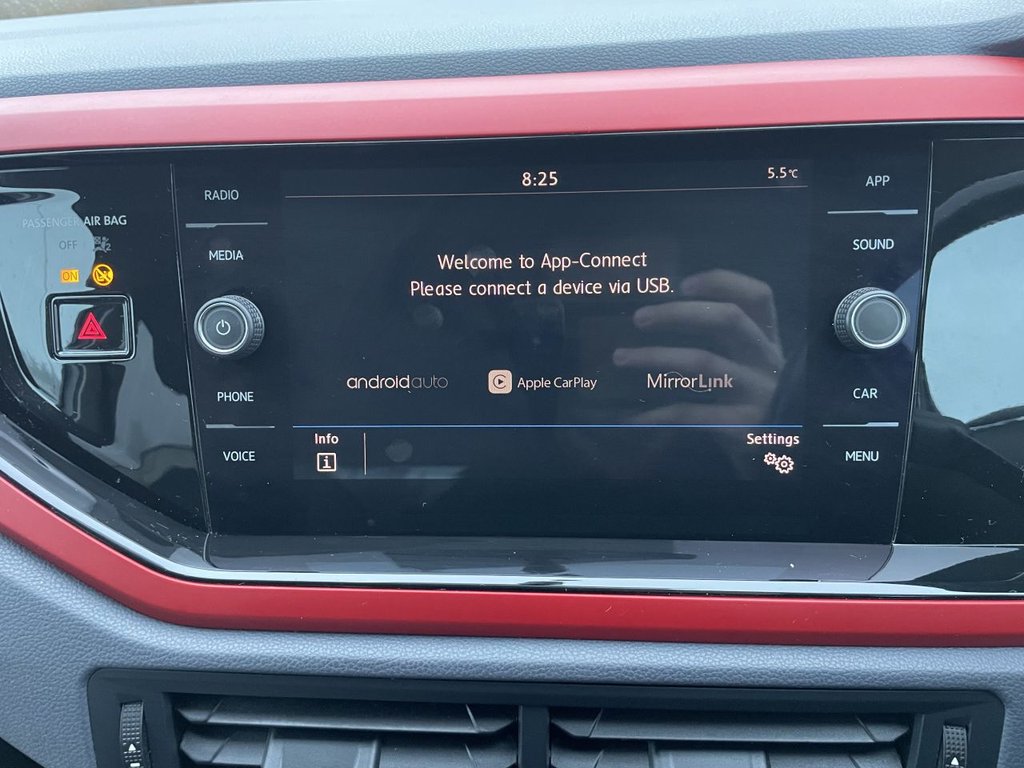 8:25
5.5°C
RADIO
APP
PASSENGER AIR BAG
OFF
MEDIA
SOUND
ON
Welcome to App-Connect
Please connect a device via USB.
androidauto
Apple CarPlay
MirrorLink
PHONE
CAR
VOICE
Info
i
Settings
MENU